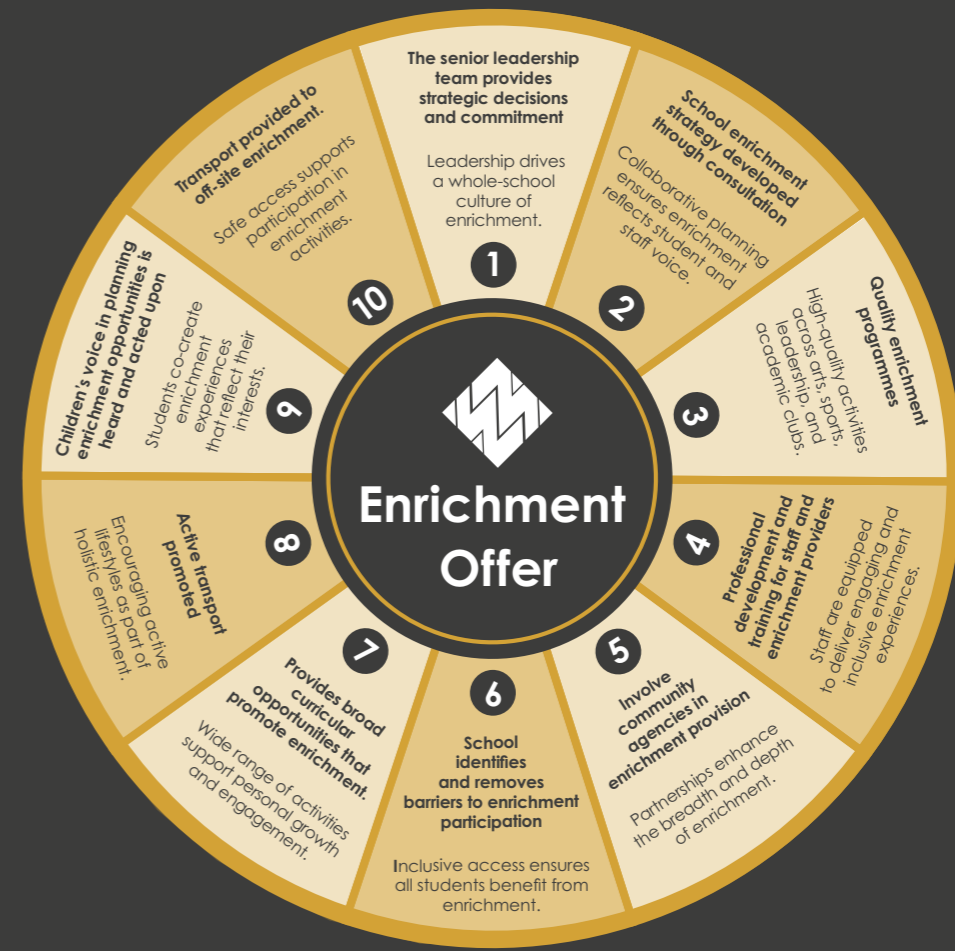 Enrichment
Offer
The senior leadership
team provides
strategic decisions
and commitment
Leadership drives
a whole-school
culture of
enrichment.
1
School enrichment
strategy developed
through consultation
Collaborative planning
ensures enrichment
reflects student and
staff voice.
2
Quality enrichment
programmes
High-quality activities
across arts, sports,
leadership, and
academic clubs.
3
4
Professional
development and
training for staff and
enrichment providers
Staff are equipped
to deliver engaging and
inclusive enrichment
experiences.
5
Involve
community
agencies in
enrichment provision
Partnerships enhance
the breadth and depth
of enrichment.
6
School
identifies
and removes
barriers to enrichment
participation
Inclusive access ensures
all students benefit from
enrichment.
7
Provides broad
curricular
opportunities that
promote enrichment.
Wide range of activities
support personal growth
and engagement.
8
Active transport
promoted
Encouraging active
lifestyles as part of
holistic enrichment.
Children's voice in planning
enrichment opportunities is
heard and acted upon
Students co-create
enrichment
experiences
that reflect their
interests.
9
Transport provided to
off-site enrichment.
Safe access supports
participation in
enrichment
activities.
10